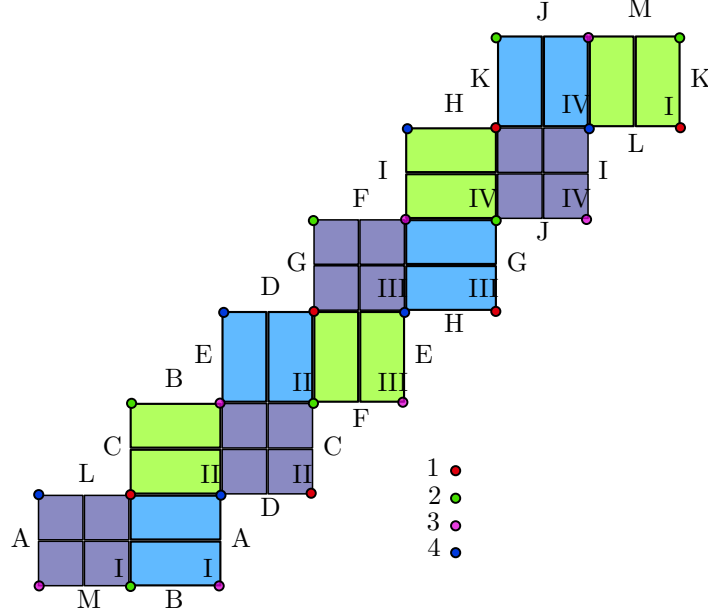 J M
K IV I K
H L
I IV IV I
F J
G III III G
D H
E II III E
B F
C II II C
L D
A I I A
M B
1
2
3
4